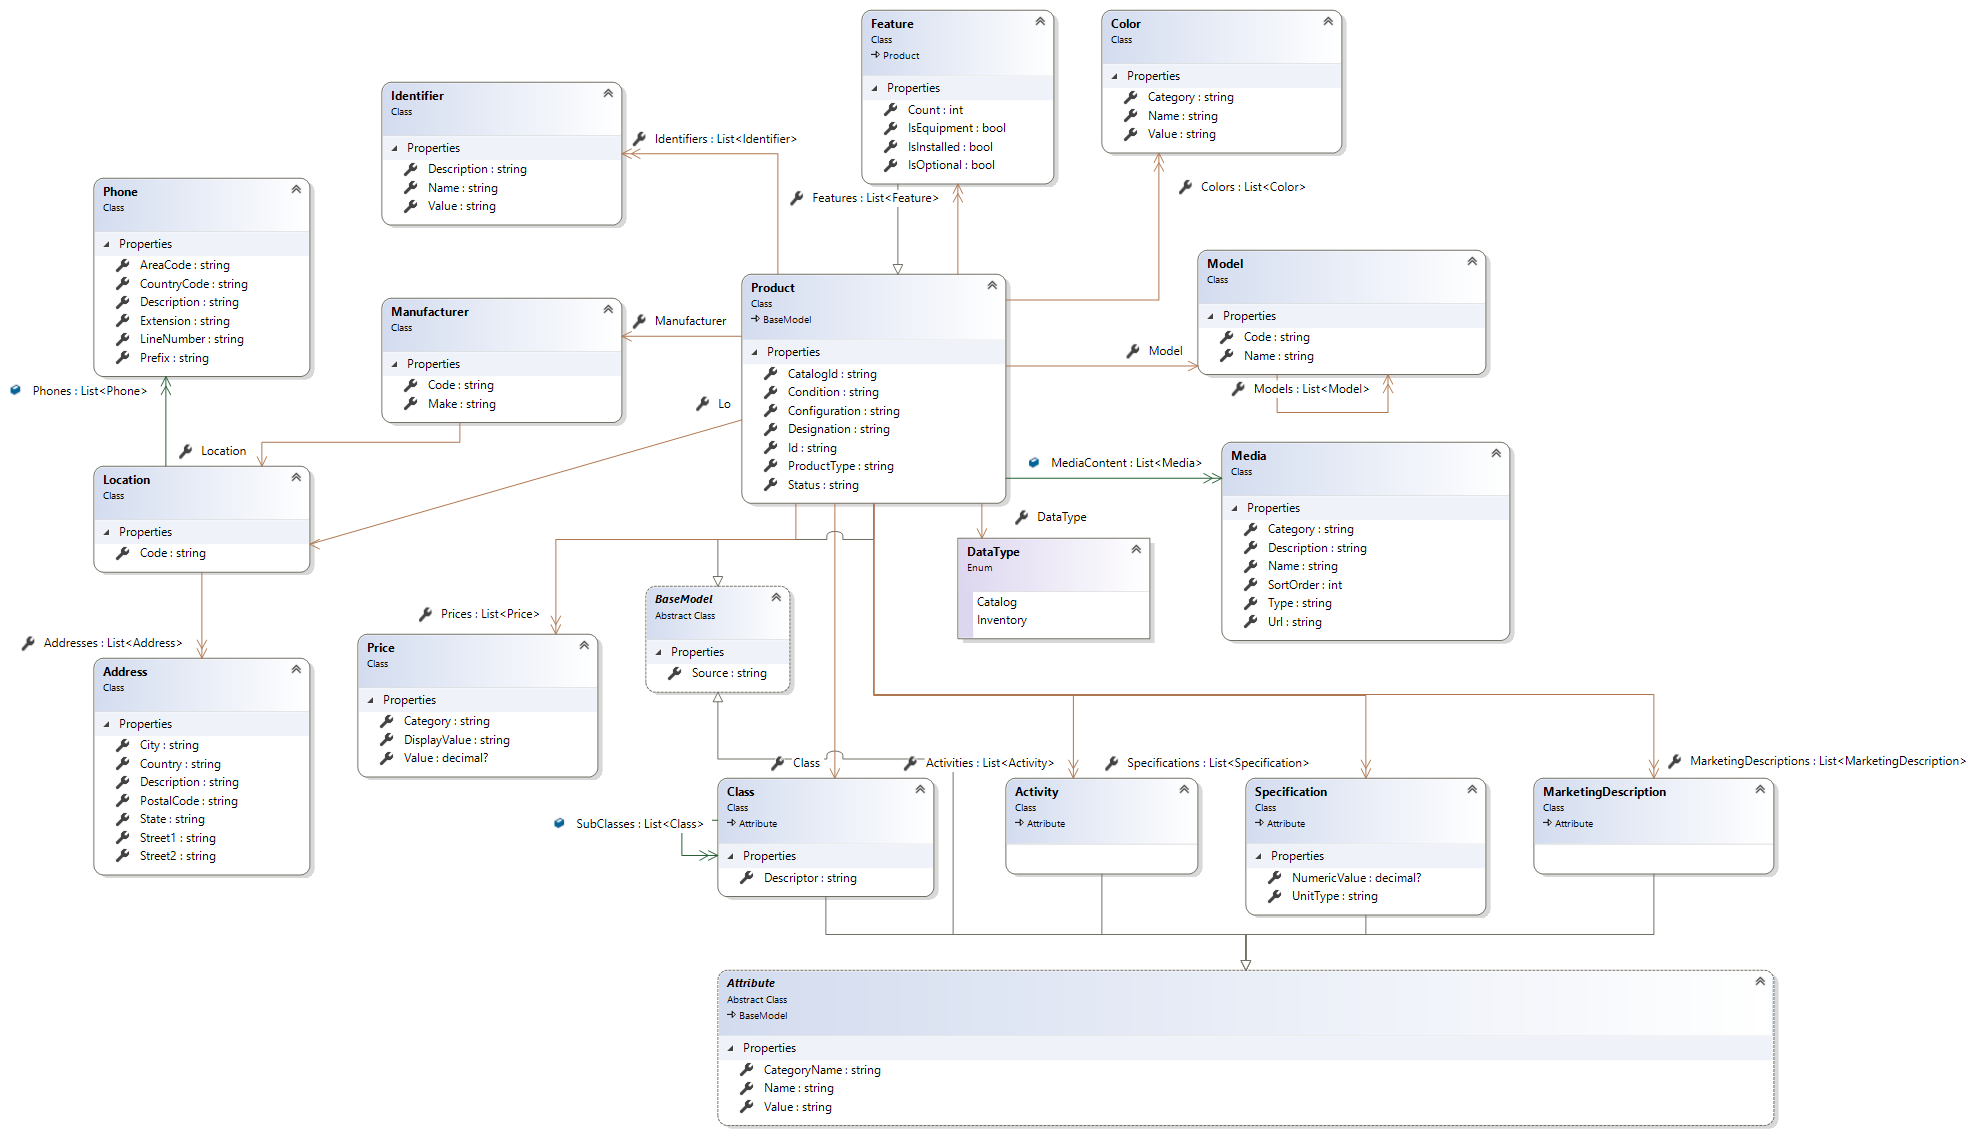 Feature
Class
Product
Properties
Count : int
IsEquipment : bool
IsInstalled : bool
IsOptional : bool
Color
Class
Properties
Category : string
Name : string
Value : string
Identifier
Class
Properties
Description : string
Name : string
Value : string
Identifiers : List<Identifier>
Features : List<Feature>
Colors : List<Color>
Phone
Class
Properties
AreaCode : string
CountryCode : string
Description : string
Extension : string
LineNumber : string
Prefix : string
Phones : List<Phone>
Manufacturer
Class
Properties
Code : string
Make : string
Manufacturer
Product
Class
BaseModel
Properties
CatalogId : string
Condition : string
Configuration : string
Designation : string
Id : string
ProductType : string
Status : string
Model
Class
Properties
Code : string
Name : string
Model
Models : List<Model>
Lo
Location
Location
Class
Properties
Code : string
MediaContent : List<Media>
Media
Class
Properties
Category : string
Description : string
Name : string
SortOrder : int
Type : string
Url : string
DataType
DataType
Enum
Catalog
Inventory
BaseModel
Abstract Class
Properties
Source : string
Prices : List<Price>
Price
Class
Properties
Category : string
DisplayValue : string
Value : decimal?
Addresses : List<Address>
Address
Class
Properties
City : string
Country : string
Description : string
PostalCode : string
State : string
Street1 : string
Street2 : string
Class
Activities : List<Activity>
Specifications : List<Specification>
MarketingDescriptions : List<MarketingDescription>
SubClasses : List<Class>
Class
Class
Attribute
Properties
Descriptor : string
Activity
Class
Attribute
Specification
Class
Attribute
Properties
NumericValue : decimal?
UnitType : string
MarketingDescription
Class
Attribute
Attribute
Abstract Class
BaseModel
Properties
CategoryName : string
Name : string
Value : string